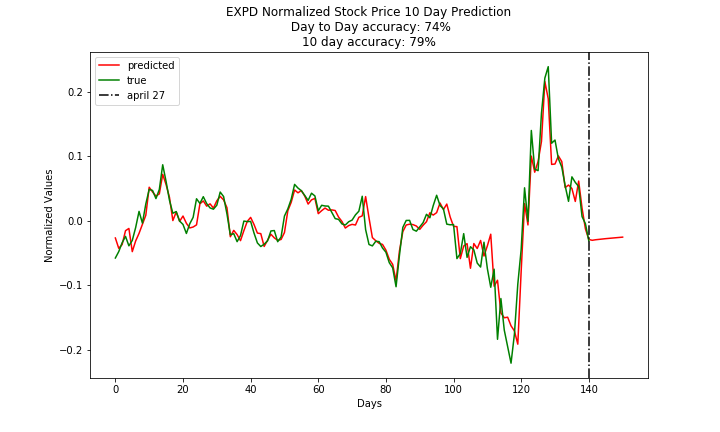 EXPD Normalized Stock Price 10 Day Prediction
Day to Day accuracy: 74%
10 day accuracy: 79%
predicted
true
april 27
Normalized Values
0.2
0.1
0.0
−0.1
−0.2
0 20 40 60 80 100 120 140
Days